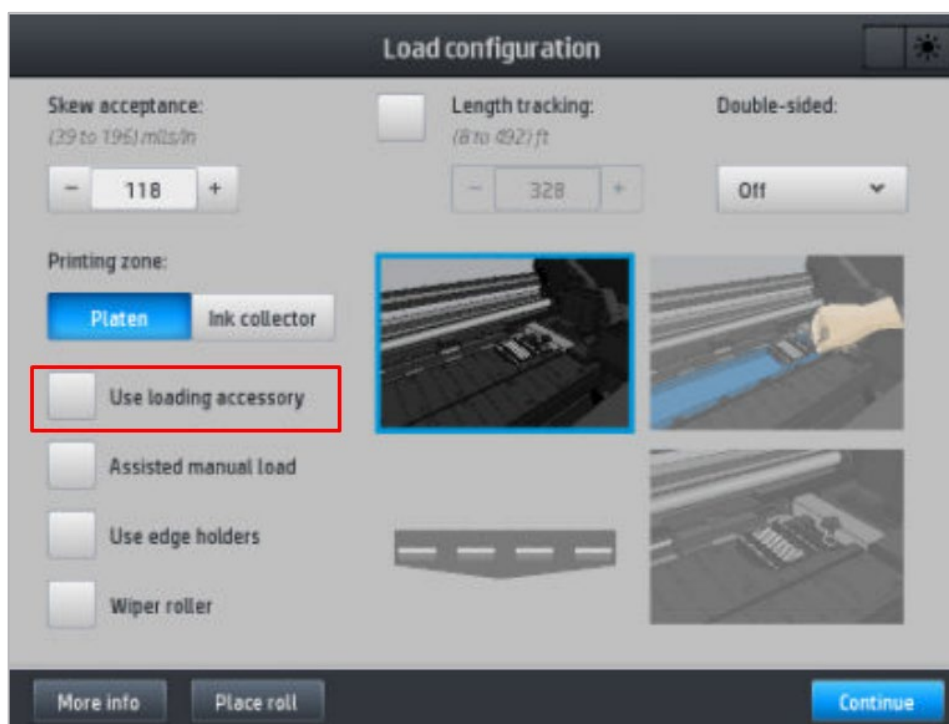 Load configuration
Skew acceptance:
(39 to 196) mils/in
- 118 +
Length tracking:
(8 to 492) ft
- 328 +
Double-sided:
Off
Printing zone:
Platen
Ink collector
Use loading accessory
Assisted manual load
Use edge holders
Wiper roller
More info
Place roll
Continue